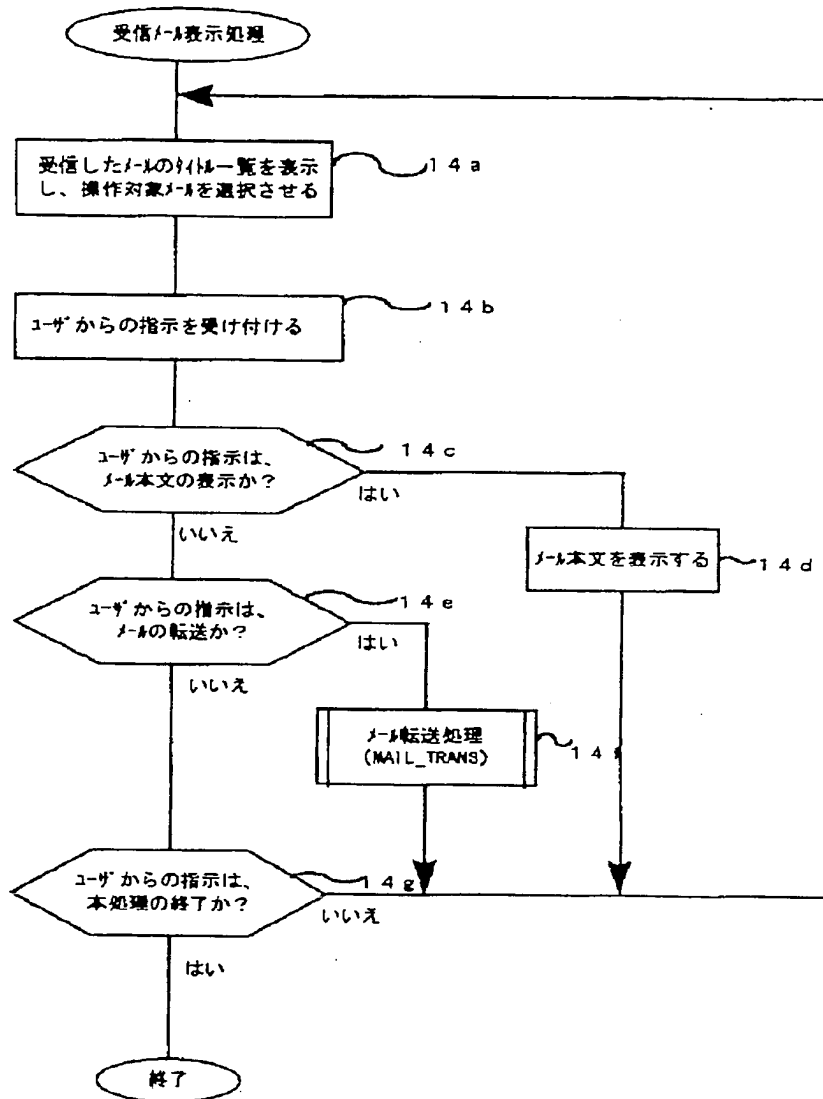 受信メール表示処理
受信したメールのタイトル一覧を表示
し、操作対象メールを選択させる
14a
ユーザからの指示を受け付ける
14b
ユーザからの指示は、
メール本文の表示か?
14c
はい
いいえ
メール本文を表示する
14d
ユーザからの指示は、
メールの転送か?
14e
はい
いいえ
メール転送処理
(MAIL_TRANS)
14f
ユーザからの指示は、
本処理の終了か?
14g
いいえ
はい
終了